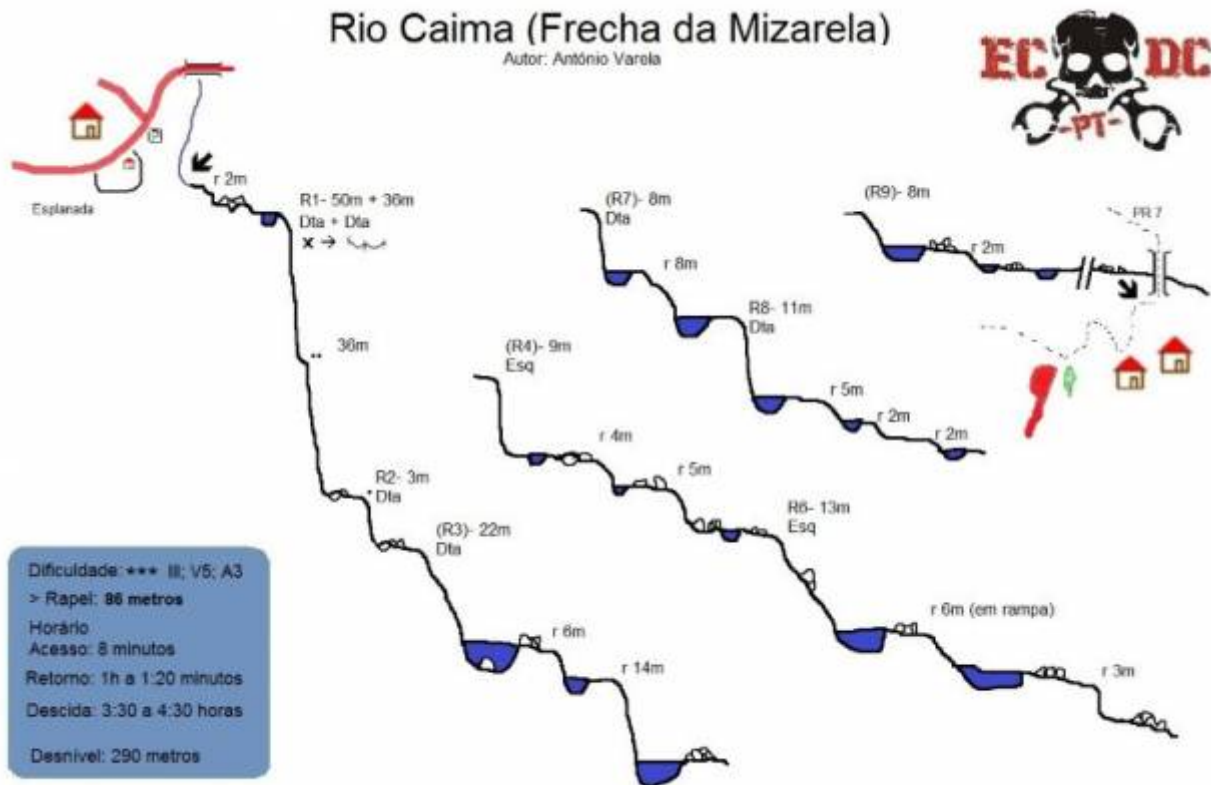 Rio Caima (Frecha da Mizarela)
Autor: António Varela
EC DC
-PT-
Esplanada
P
r 2m
R1- 50m + 36m
Dta + Dta
x →
36m
R2- 3m
Dta
(R3)- 22m
Dta
r 6m
r 14m
(R4)- 9m
Esq
r 4m
r 5m
R6- 13m
Esq
r 6m (em rampa)
r 3m
(R7)- 8m
Dta
r 8m
R8- 11m
Dta
r 5m
r 2m
r 2m
(R9)- 8m
r 2m
PR 7
Dificuldade: *** III; V5; A3
> Rapel: 86 metros
Horário
Acesso: 8 minutos
Retorno: 1h a 1:20 minutos
Descida: 3:30 a 4:30 horas
Desnível: 290 metros